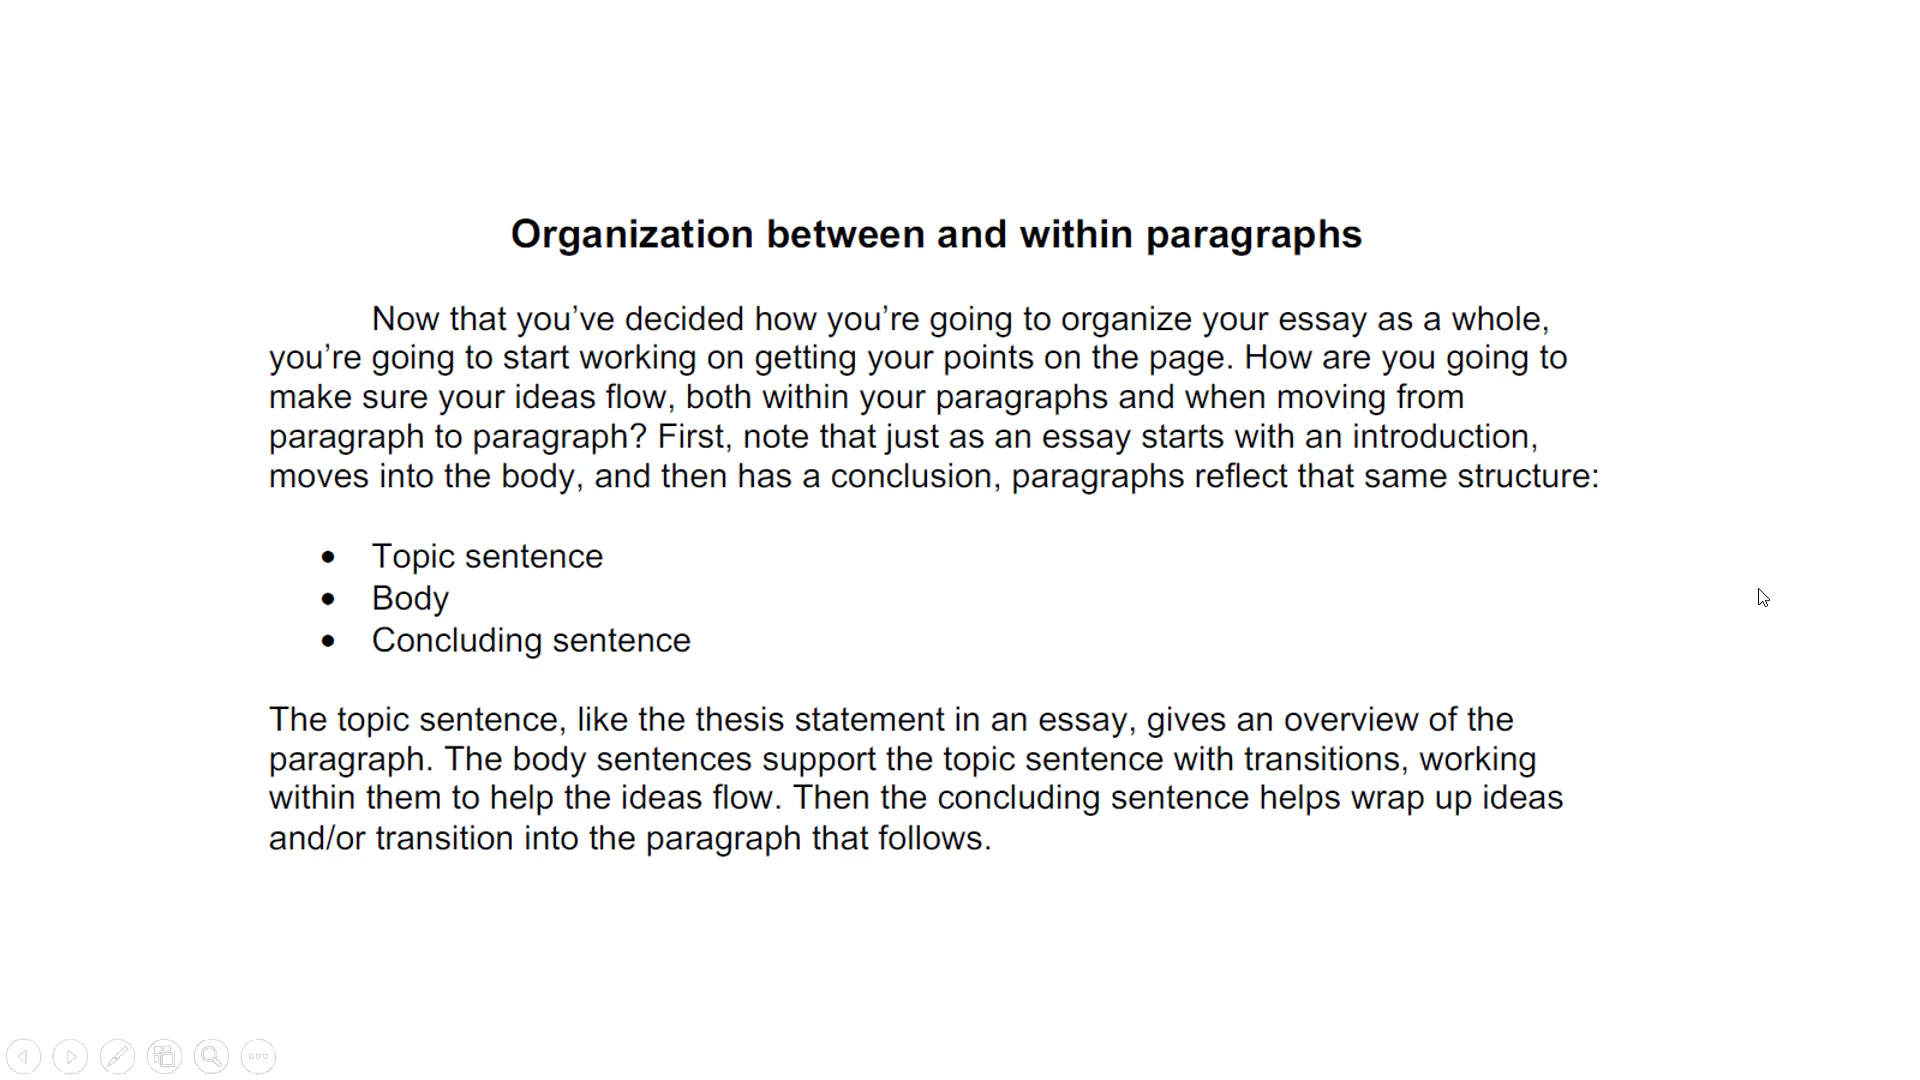 Organization between and within paragraphs
Now that you’ve decided how you’re going to organize your essay as a whole,
you’re going to start working on getting your points on the page. How are you going to
make sure your ideas flow, both within your paragraphs and when moving from
paragraph to paragraph? First, note that just as an essay starts with an introduction,
moves into the body, and then has a conclusion, paragraphs reflect that same structure:
• Topic sentence
• Body
• Concluding sentence
The topic sentence, like the thesis statement in an essay, gives an overview of the
paragraph. The body sentences support the topic sentence with transitions, working
within them to help the ideas flow. Then the concluding sentence helps wrap up ideas
and/or transition into the paragraph that follows.